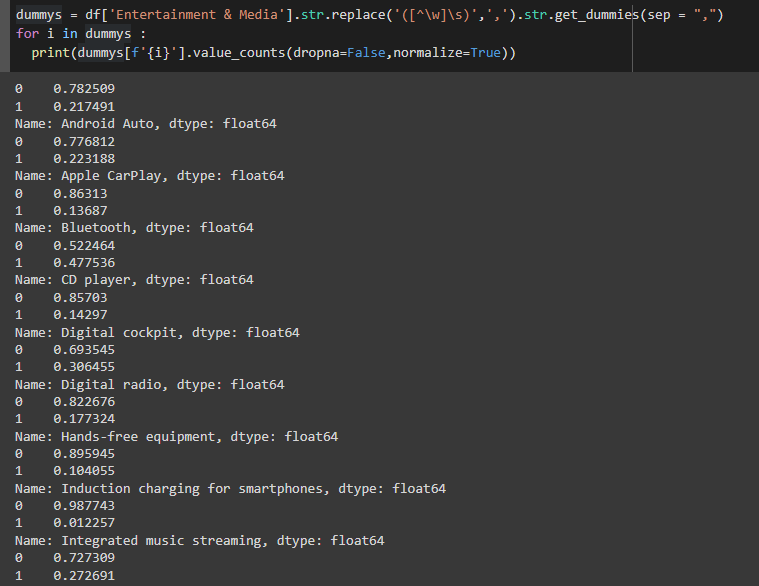 dummys = df['Entertainment & Media'].str.replace('([^\w]\s)',',').str.get_dummies(sep = ",")
for i in dummys :
  print(dummys[f'{i}'].value_counts(dropna=False,normalize=True))
0    0.782509
1    0.217491
Name: Android Auto, dtype: float64
0    0.776812
1    0.223188
Name: Apple CarPlay, dtype: float64
0    0.86313
1    0.13687
Name: Bluetooth, dtype: float64
0    0.522464
1    0.477536
Name: CD player, dtype: float64
0    0.85703
1    0.14297
Name: Digital cockpit, dtype: float64
0    0.693545
1    0.306455
Name: Digital radio, dtype: float64
0    0.822676
1    0.177324
Name: Hands-free equipment, dtype: float64
0    0.895945
1    0.104055
Name: Induction charging for smartphones, dtype: float64
0    0.987743
1    0.012257
Name: Integrated music streaming, dtype: float64
0    0.727309
1    0.272691